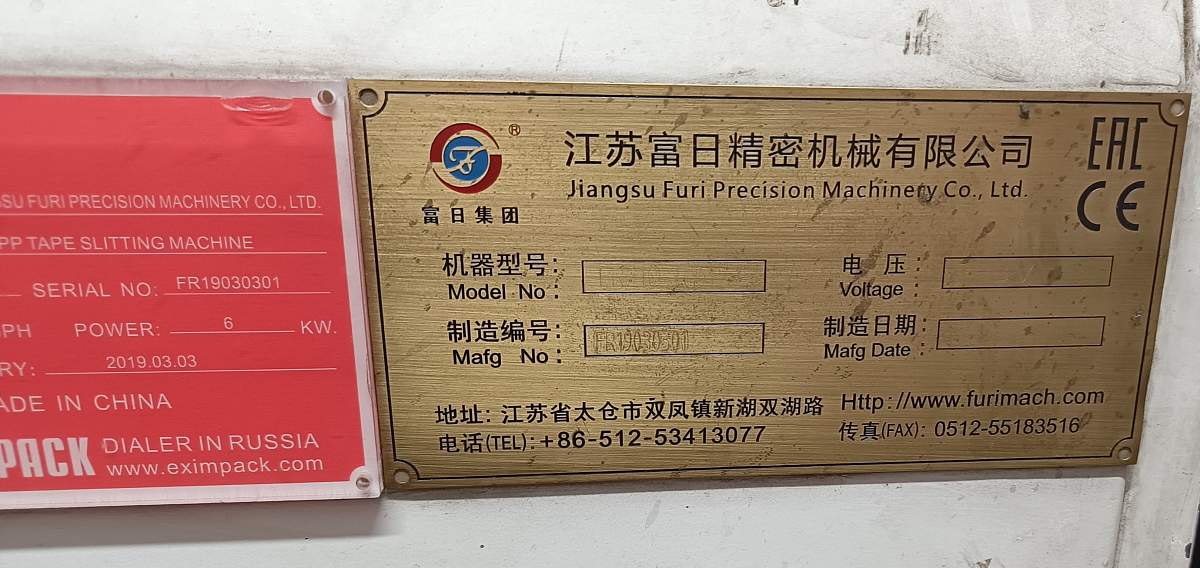 SU FURI PRECISION MACHINERY CO., LTD.
PP TAPE SLITTING MACHINE
SERIAL NO: FR19030301
PH POWER: 6 KW.
RY: 2019.03.03
ADE IN CHINA
PACK DIALER IN RUSSIA
www.eximpack.com
®
富日集团
江苏富日精密机械有限公司
Jiangsu Furi Precision Machinery Co., Ltd.
EAC
CE
机器型号:
Model No :
电 压:
Voltage :
制造编号:
Mafg No : FR19030301
制造日期:
Mafg Date :
地址: 江苏省太仓市双凤镇新湖双湖路
Http://www.furimach.com
电话(TEL): +86-512-53413077
传真(FAX): 0512-55183516